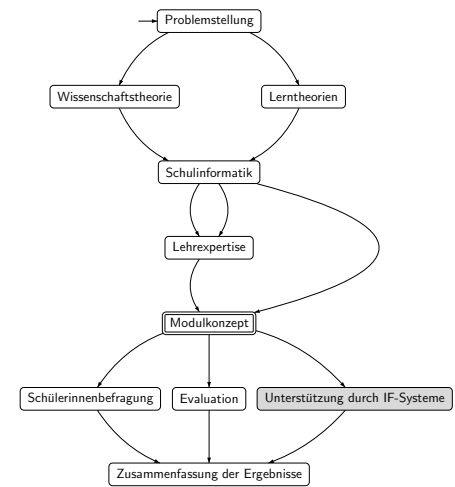 Problemstellung
Wissenschaftstheorie
Lerntheorien
Schulinformatik
Lehrexpertise
Modulkonzept
Schülerinnenbefragung
Evaluation
Unterstützung durch IF-Systeme
Zusammenfassung der Ergebnisse